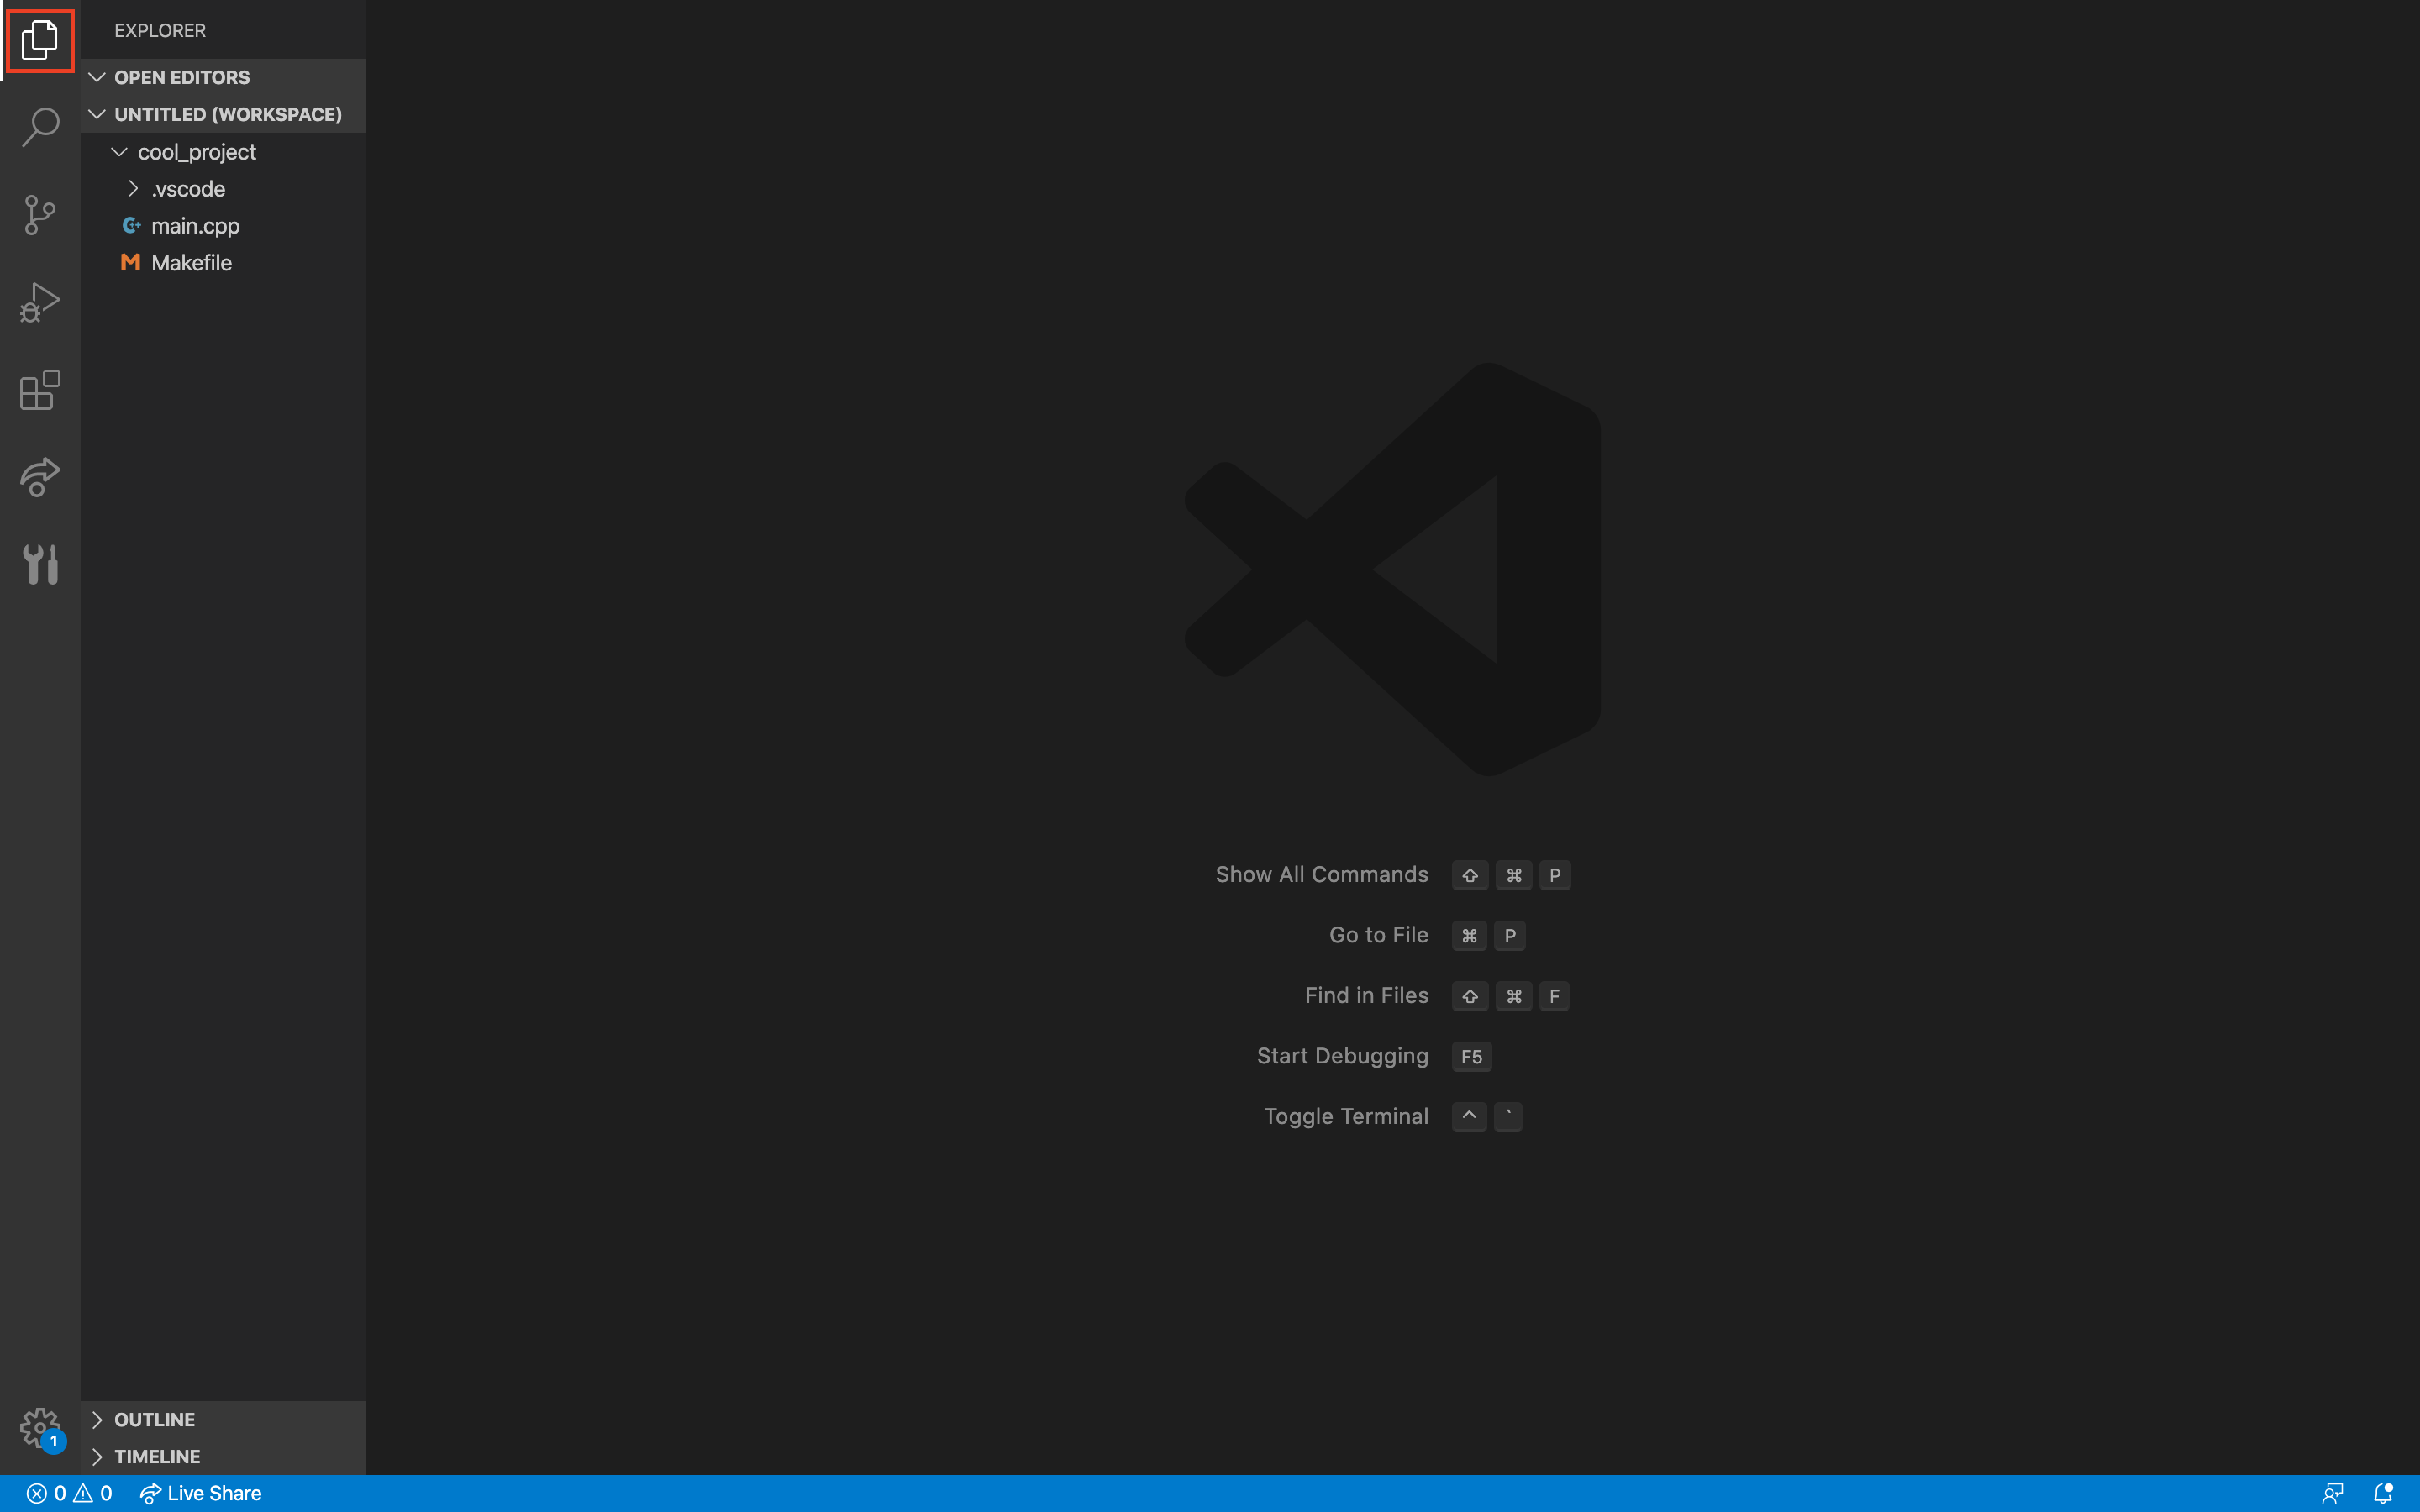 EXPLORER
OPEN EDITORS
UNTITLED (WORKSPACE)
cool_project
.vscode
main.cpp
Makefile
Show All Commands ⇧ ⌘ P
Go to File ⌘ P
Find in Files ⇧ ⌘ F
Start Debugging F5
Toggle Terminal ^ `
OUTLINE
1
TIMELINE
0 0 Live Share